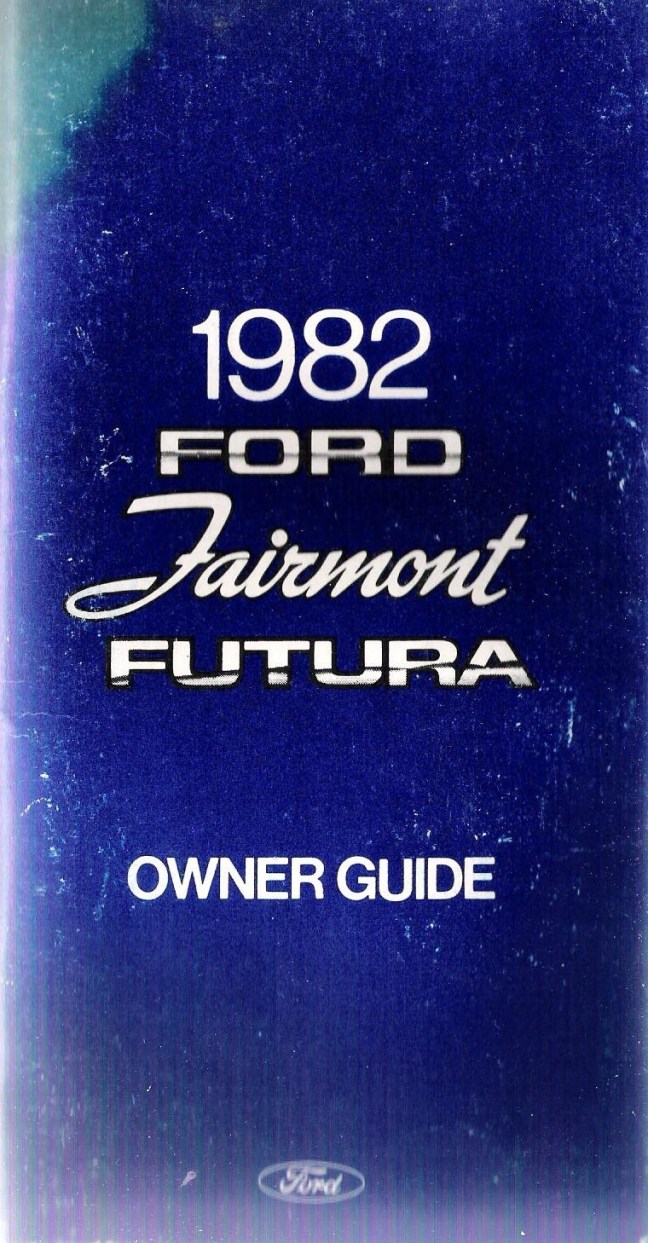 1982
FORD
Fairmont
FUTURA
OWNER GUIDE
Ford